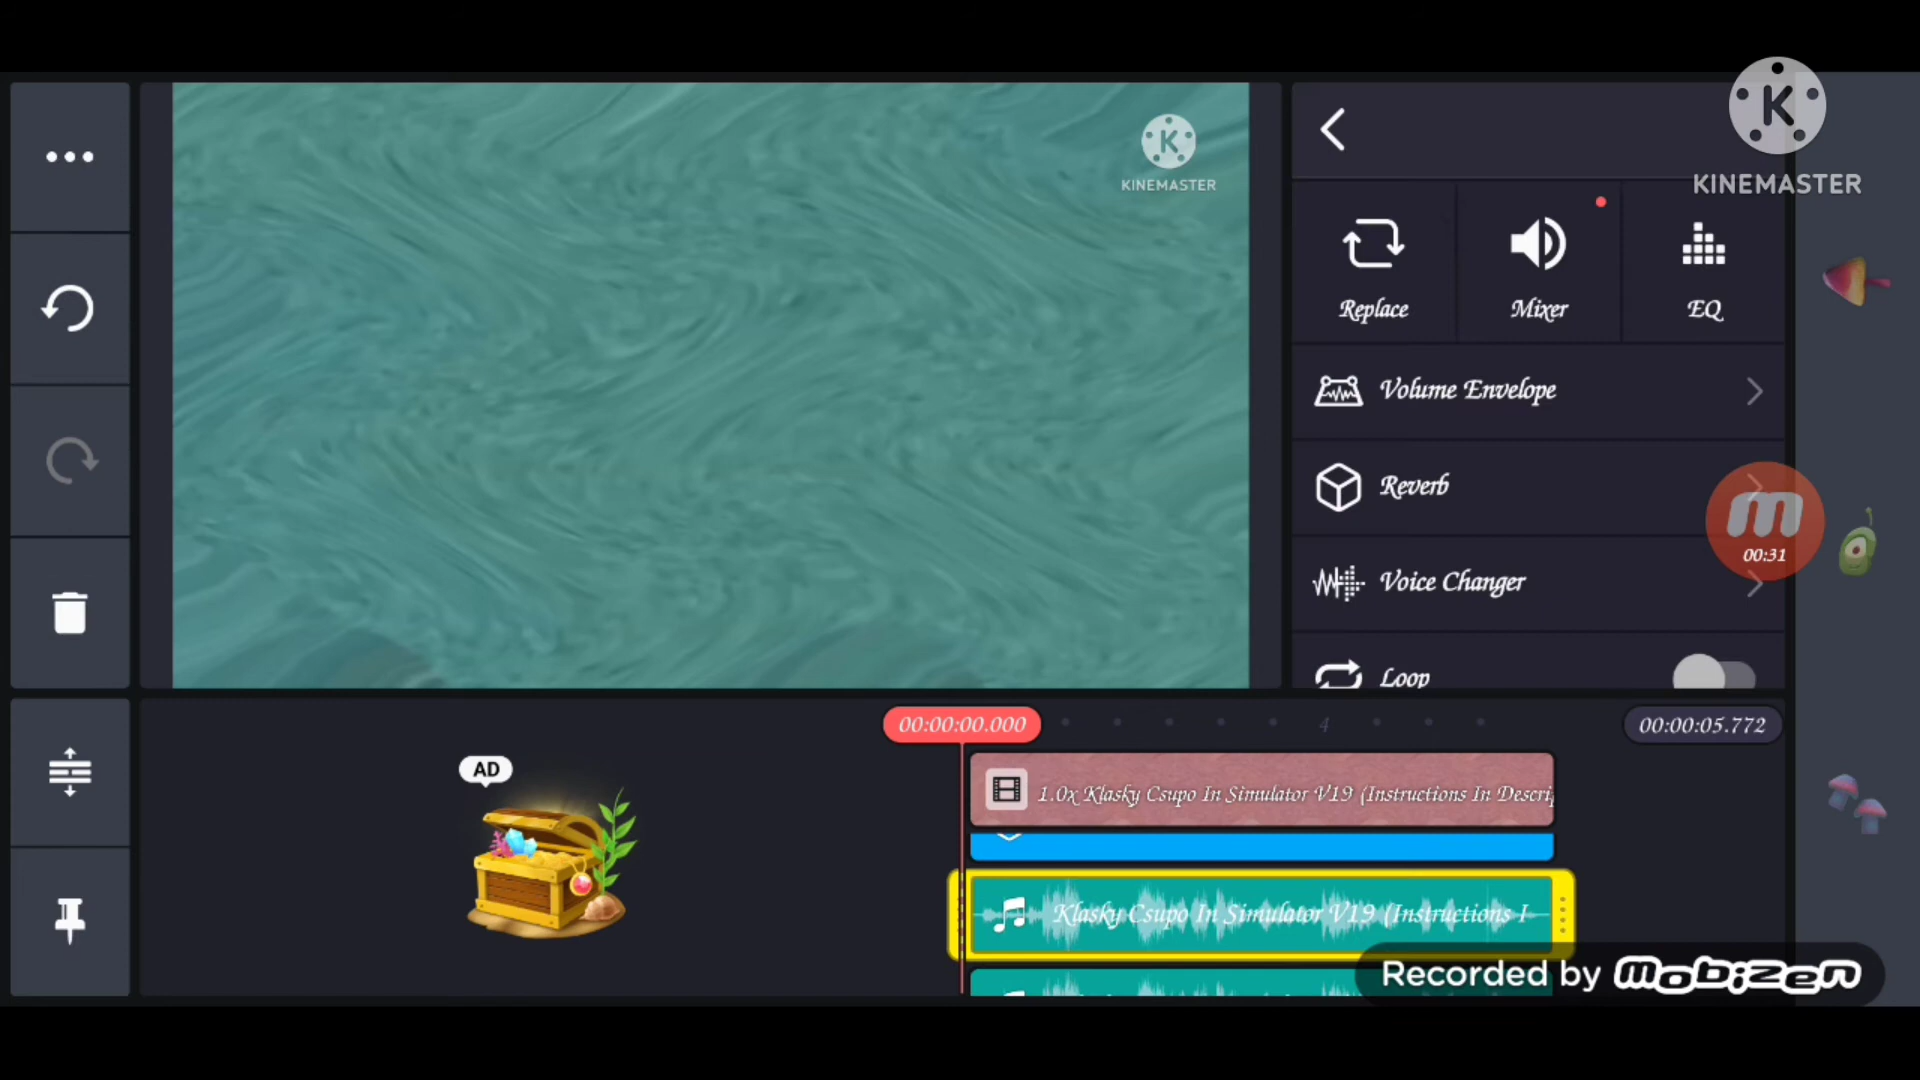 K
KINEMASTER
K
KINEMASTER
Replace
Mixer
EQ
Volume Envelope
Reverb
00:31
Voice Changer
Loop
00:00:00.000
4
00:00:05.772
AD
1.0x Klasky Csupo In Simulator V19 (Instructions In Descri
Klasky Csupo In Simulator V19 (Instructions I
Recorded by mobizen